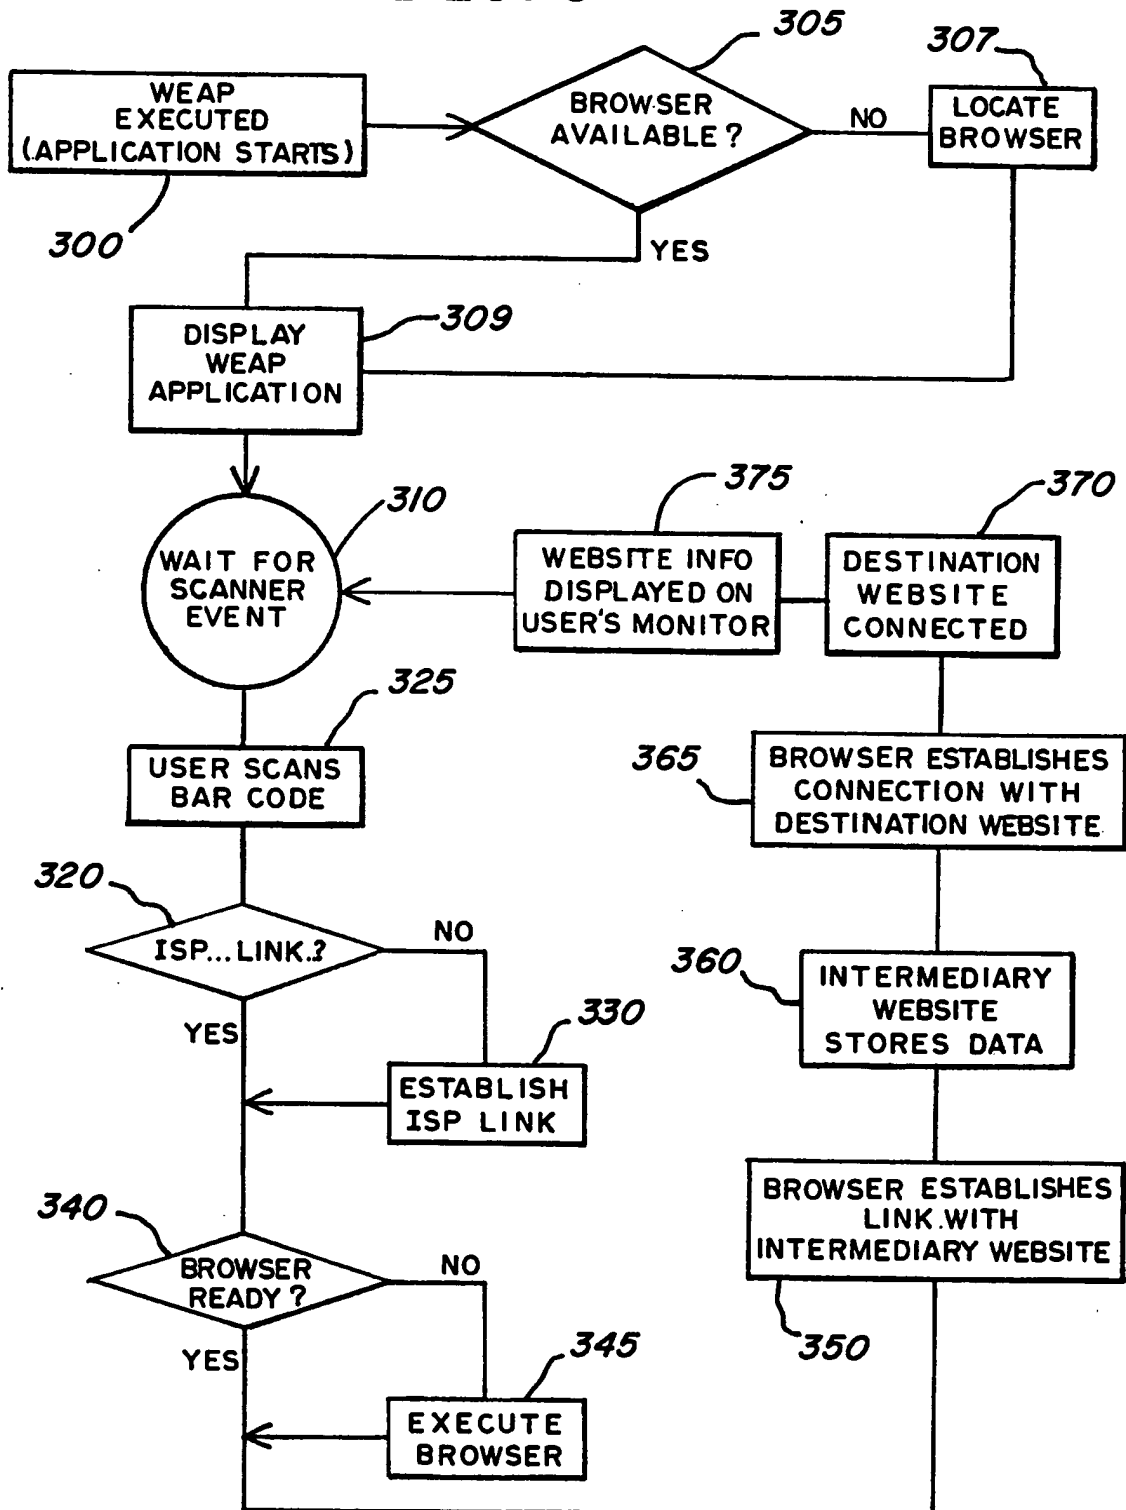 305
307
WEAP
EXECUTED
(APPLICATION STARTS)
BROWSER
AVAILABLE?
NO
LOCATE
BROWSER
300
YES
309
DISPLAY
WEAP
APPLICATION
310
375
370
WAIT FOR
SCANNER
EVENT
WEBSITE INFO
DISPLAYED ON
USER'S MONITOR
DESTINATION
WEBSITE
CONNECTED
325
USER SCANS
BAR CODE
365
BROWSER ESTABLISHES
CONNECTION WITH
DESTINATION WEBSITE
320
ISP...LINK.?
NO
YES
330
ESTABLISH
ISP LINK
360
INTERMEDIARY
WEBSITE
STORES DATA
340
BROWSER
READY?
NO
YES
345
EXECUTE
BROWSER
BROWSER ESTABLISHES
LINK.WITH
INTERMEDIARY WEBSITE
350